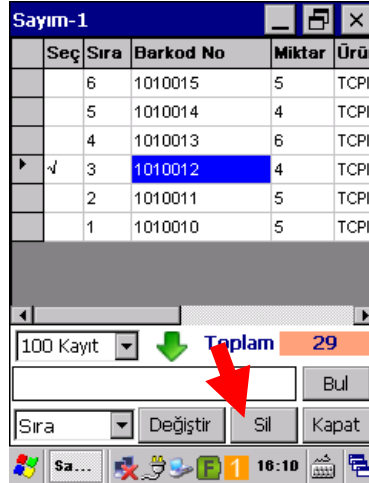 Sayım-1
Seç Sıra Barkod No Miktar Ürü
6 1010015 5 TCPI
5 1010014 4 TCPI
4 1010013 6 TCPI
√ 3 1010012 4 TCPI
2 1010011 5 TCPI
1 1010010 5 TCPI
100 Kayıt Toplam 29
Bul
Sıra Değiştir Sil Kapat
Sa... F 1 16:10